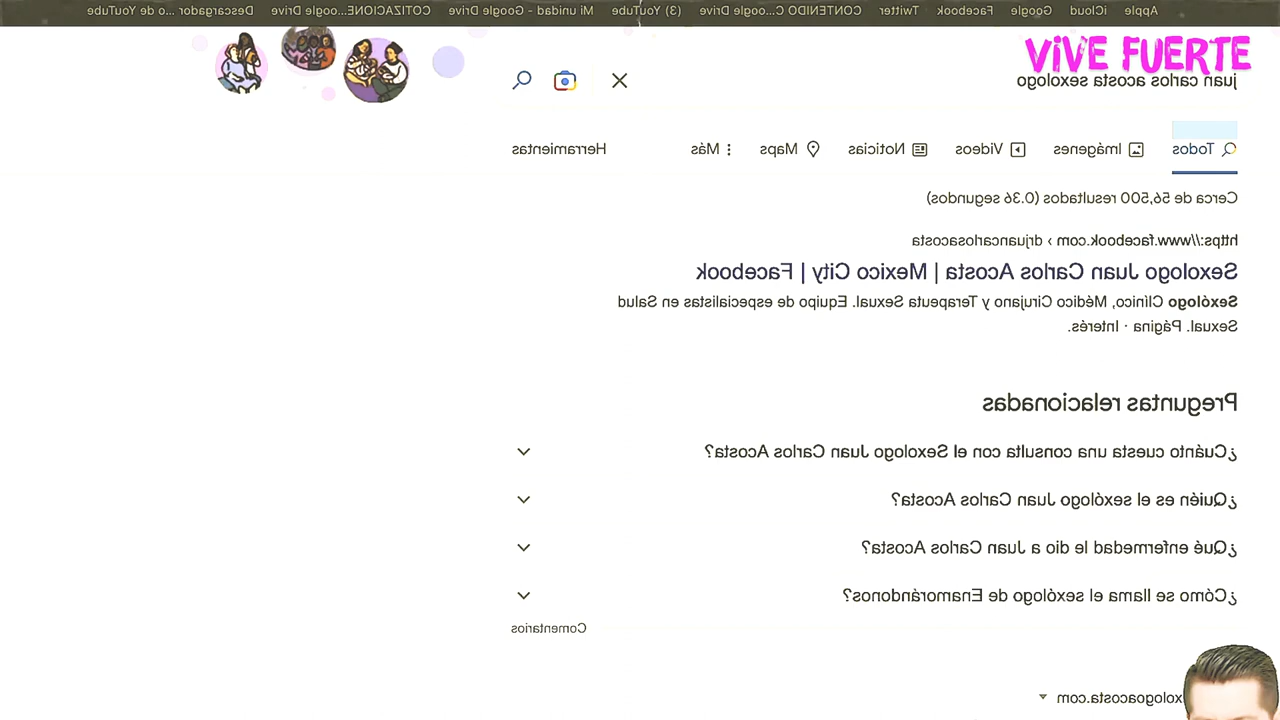 Apple iCloud Google Facebook Twitter CONTENIDO C...oogle Drive (3) YouTube Mi unidad - Google Drive COTIZACIONE...oogle Drive Descargador ...o de YouTube
ViVE FUERTE
juan carlos acosta sexologo
Todos Imágenes Videos Noticias Maps Más Herramientas
Cerca de 56,500 resultados (0.36 segundos)
https://www.facebook.com › drjuancarlosacosta
Sexologo Juan Carlos Acosta | Mexico City | Facebook
Sexólogo Clínico, Médico Cirujano y Terapeuta Sexual. Equipo de especialistas en Salud
Sexual. Página · Interés.
Preguntas relacionadas
¿Cuánto cuesta una consulta con el Sexologo Juan Carlos Acosta?
¿Quién es el sexólogo Juan Carlos Acosta?
¿Qué enfermedad le dio a Juan Carlos Acosta?
¿Cómo se llama el sexólogo de Enamorándonos?
Comentarios
xologoacosta.com